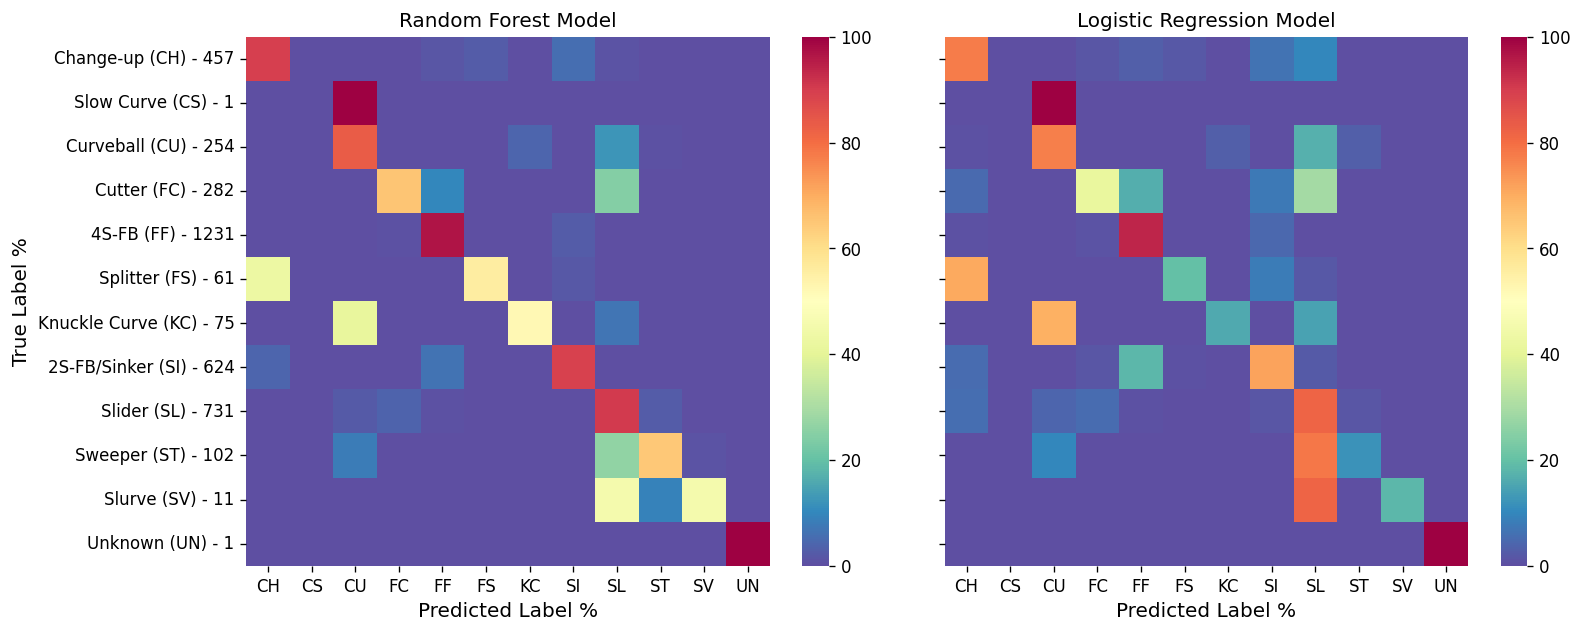 Random Forest Model
True Label %
Change-up (CH) - 457
Slow Curve (CS) - 1
Curveball (CU) - 254
Cutter (FC) - 282
4S-FB (FF) - 1231
Splitter (FS) - 61
Knuckle Curve (KC) - 75
2S-FB/Sinker (SI) - 624
Slider (SL) - 731
Sweeper (ST) - 102
Slurve (SV) - 11
Unknown (UN) - 1
CH CS CU FC FF FS KC SI SL ST SV UN
Predicted Label %
100
80
60
40
20
0
Logistic Regression Model
CH CS CU FC FF FS KC SI SL ST SV UN
Predicted Label %
100
80
60
40
20
0